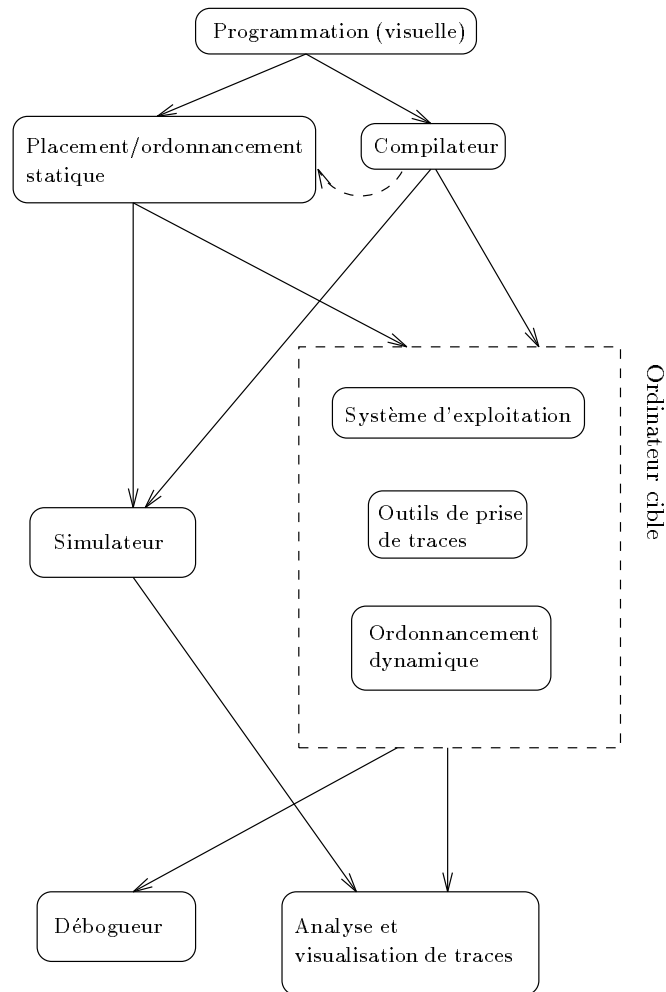 Programmation (visuelle)
Placement/ordonnancement
statique
Compilateur
Ordinateur cible
Système d'exploitation
Outils de prise
de traces
Simulateur
Ordonnancement
dynamique
Débogueur
Analyse et
visualisation de traces